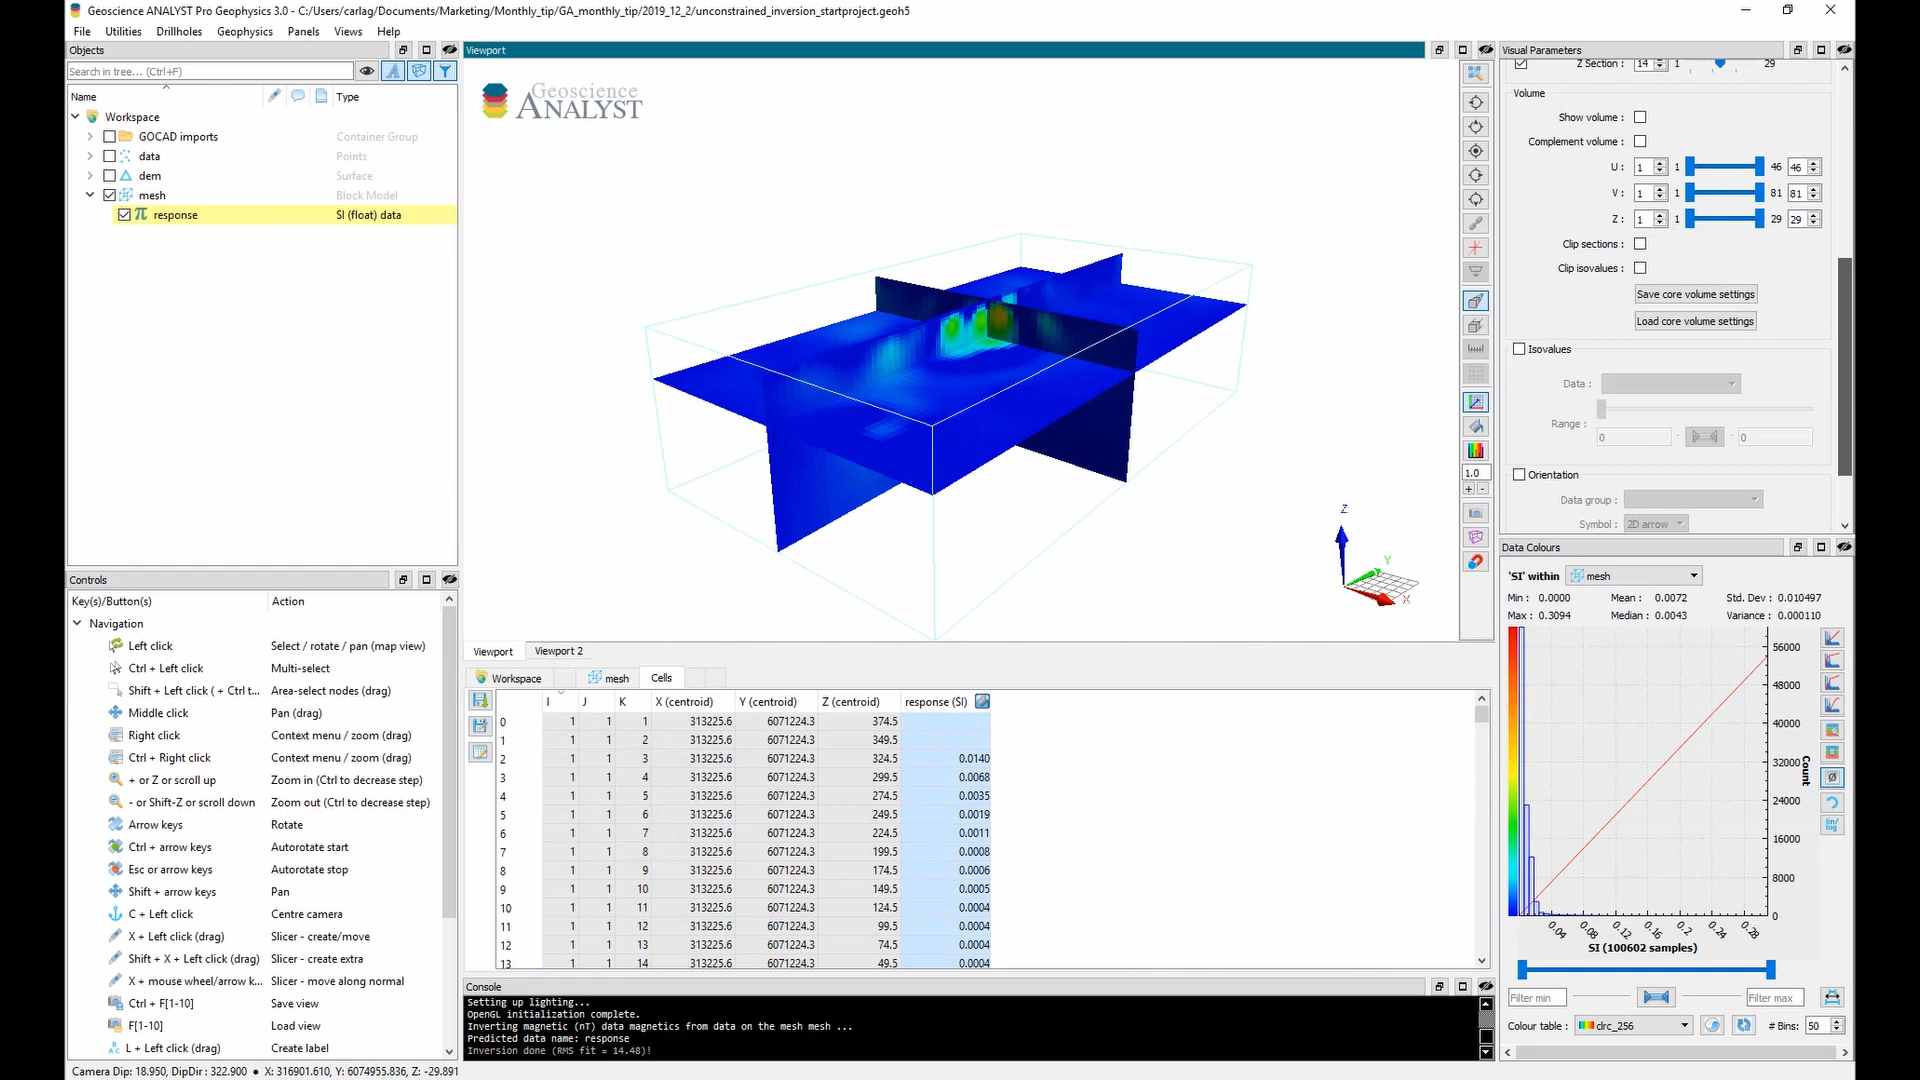 Geoscience ANALYST Pro Geophysics 3.0 - C:/Users/carlag/Documents/Marketing/Monthly_tip/GA_monthly_tip/2019_12_2/unconstrained_inversion_startproject.geoh5
File Utilities Drillholes Geophysics Panels Views Help
Objects
Search in tree... (Ctrl+F)
Name Type
Workspace
GOCAD imports Container Group
data Points
dem Surface
mesh Block Model
response SI (float) data
Controls
Key(s)/Button(s) Action
Navigation
Left click Select / rotate / pan (map view)
Ctrl + Left click Multi-select
Shift + Left click ( + Ctrl t... Area-select nodes (drag)
Middle click Pan (drag)
Right click Context menu / zoom (drag)
Ctrl + Right click Context menu / zoom (drag)
+ or Z or scroll up Zoom in (Ctrl to decrease step)
- or Shift-Z or scroll down Zoom out (Ctrl to decrease step)
Arrow keys Rotate
Ctrl + arrow keys Autorotate start
Esc or arrow keys Autorotate stop
Shift + arrow keys Pan
C + Left click Centre camera
X + Left click (drag) Slicer - create/move
Shift + X + Left click (drag) Slicer - create extra
X + mouse wheel/arrow k... Slicer - move along normal
Ctrl + F[1-10] Save view
F[1-10] Load view
L + Left click (drag) Create label
Camera Dip: 18.950, DipDir : 322.900 ● X: 316901.610, Y: 6074955.836, Z: -29.891
Viewport
Geoscience
ANALYST
Z
Y
X
1.0
+ -
Viewport Viewport 2
Workspace mesh Cells
I J K X (centroid) Y (centroid) Z (centroid) response (SI)
0 1 1 1 313225.6 6071224.3 374.5
1 1 1 2 313225.6 6071224.3 349.5
2 1 1 3 313225.6 6071224.3 324.5 0.0140
3 1 1 4 313225.6 6071224.3 299.5 0.0068
4 1 1 5 313225.6 6071224.3 274.5 0.0035
5 1 1 6 313225.6 6071224.3 249.5 0.0019
6 1 1 7 313225.6 6071224.3 224.5 0.0011
7 1 1 8 313225.6 6071224.3 199.5 0.0008
8 1 1 9 313225.6 6071224.3 174.5 0.0006
9 1 1 10 313225.6 6071224.3 149.5 0.0005
10 1 1 11 313225.6 6071224.3 124.5 0.0004
11 1 1 12 313225.6 6071224.3 99.5 0.0004
12 1 1 13 313225.6 6071224.3 74.5 0.0004
13 1 1 14 313225.6 6071224.3 49.5 0.0004
Console
Setting up lighting...
OpenGL initialization complete.
Inverting magnetic (nT) data magnetics from data on the mesh mesh ...
Predicted data name: response
Inversion done (RMS fit = 14.48)!
Visual Parameters
Z Section : 14 1 29
Volume
Show volume :
Complement volume :
U : 1 1 46 46
V : 1 1 81 81
Z : 1 1 29 29
Clip sections :
Clip isovalues :
Save core volume settings
Load core volume settings
Isovalues
Data :
Range :
0 - 0
Orientation
Data group :
Symbol : 2D arrow
Data Colours
'SI' within mesh
Min : 0.0000 Mean : 0.0072 Std. Dev : 0.010497
Max : 0.3094 Median : 0.0043 Variance : 0.000110
56000
48000
40000
32000
24000
16000
8000
0
Count
0.04 0.08 0.12 0.16 0.2 0.24 0.28
SI (100602 samples)
lin/log
Filter min Filter max
Colour table : clrc_256 # Bins: 50